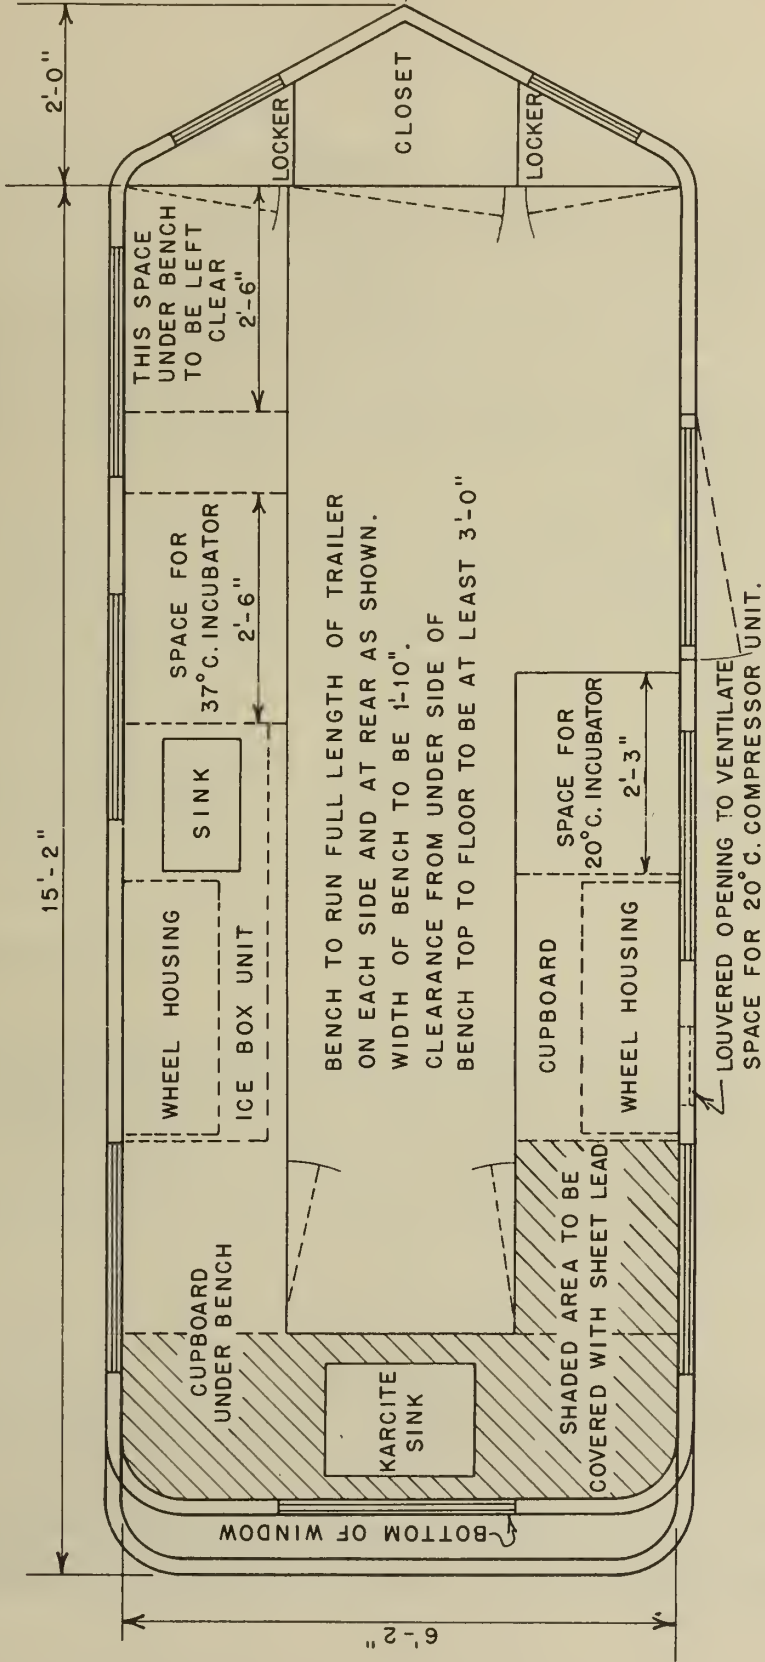 2'-0"
15'-2"
LOCKER
CLOSET
LOCKER
THIS SPACE
UNDER BENCH
TO BE LEFT
CLEAR
2'-6"
SPACE FOR
37°C. INCUBATOR
2'-6"
SINK
WHEEL HOUSING
ICE BOX UNIT
CUPBOARD
UNDER BENCH
BENCH TO RUN FULL LENGTH OF TRAILER
ON EACH SIDE AND AT REAR AS SHOWN.
WIDTH OF BENCH TO BE 1'-10".
CLEARANCE FROM UNDER SIDE OF
BENCH TOP TO FLOOR TO BE AT LEAST 3'-0"
SPACE FOR
20°C. INCUBATOR
2'-3"
CUPBOARD
WHEEL HOUSING
SHADED AREA TO BE
COVERED WITH SHEET LEAD
KARCITE
SINK
BOTTOM OF WINDOW
6'-2"
LOUVERED OPENING TO VENTILATE
SPACE FOR 20°C. COMPRESSOR UNIT.